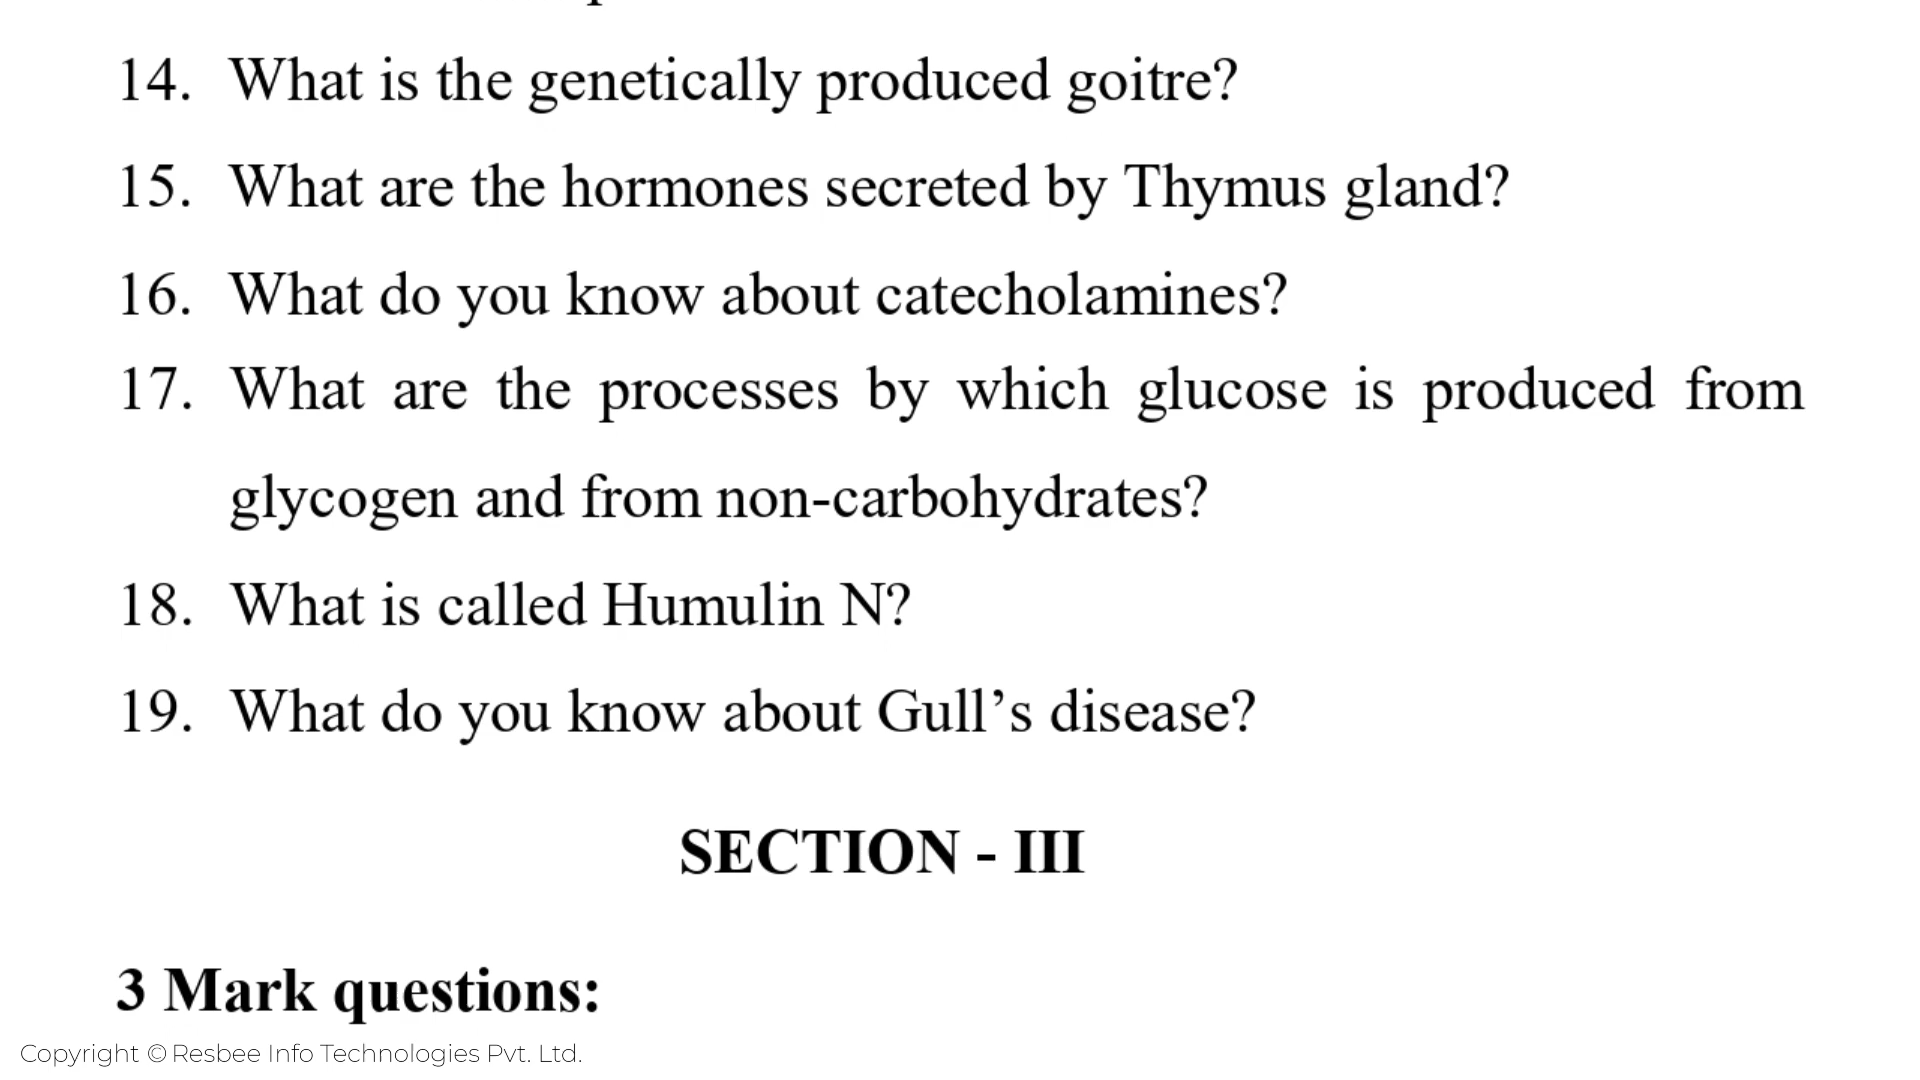 14. What is the genetically produced goitre?
15. What are the hormones secreted by Thymus gland?
16. What do you know about catecholamines?
17. What are the processes by which glucose is produced from
glycogen and from non-carbohydrates?
18. What is called Humulin N?
19. What do you know about Gull’s disease?
SECTION - III
3 Mark questions:
Copyright © Resbee Info Technologies Pvt. Ltd.